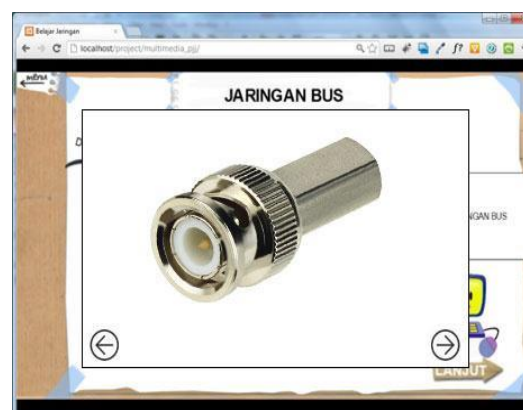 Belajar Jaringan
localhost/project/multimedia_pjj/
MENU
JARINGAN BUS
D
NGAN BUS
LANJUT